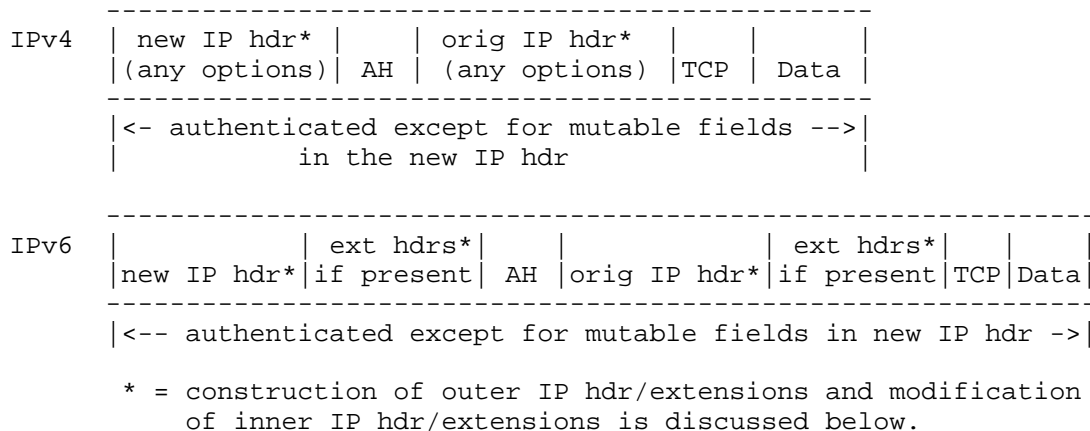 ------------------------------------------------
IPv4  | new IP hdr* |    | orig IP hdr*  |    |      |
      |(any options)| AH | (any options) |TCP | Data |
------------------------------------------------
|<- authenticated except for mutable fields -->|
|           in the new IP hdr                  |
--------------------------------------------------------------
IPv6  |           | ext hdrs*|    |            | ext hdrs*|   |    |
      |new IP hdr*|if present| AH |orig IP hdr*|if present|TCP|Data|
--------------------------------------------------------------
|<-- authenticated except for mutable fields in new IP hdr ->|
* = construction of outer IP hdr/extensions and modification
of inner IP hdr/extensions is discussed below.